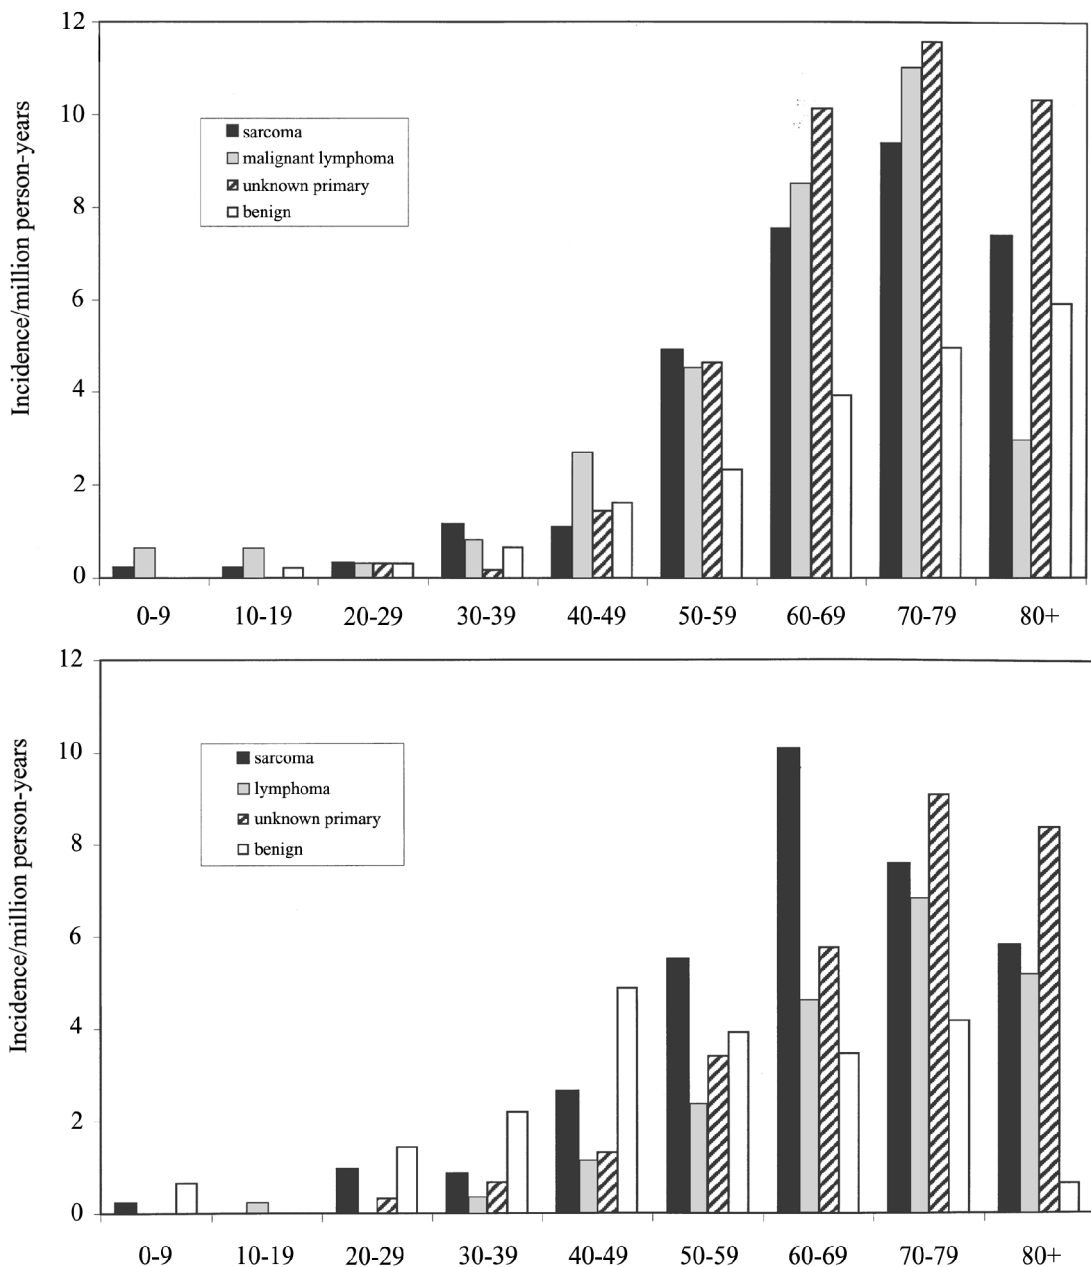 12
10
8
6
4
2
0
Incidence/million person-years
sarcoma
malignant lymphoma
unknown primary
benign
0-9 10-19 20-29 30-39 40-49 50-59 60-69 70-79 80+
12
10
8
6
4
2
0
Incidence/million person-years
sarcoma
lymphoma
unknown primary
benign
0-9 10-19 20-29 30-39 40-49 50-59 60-69 70-79 80+